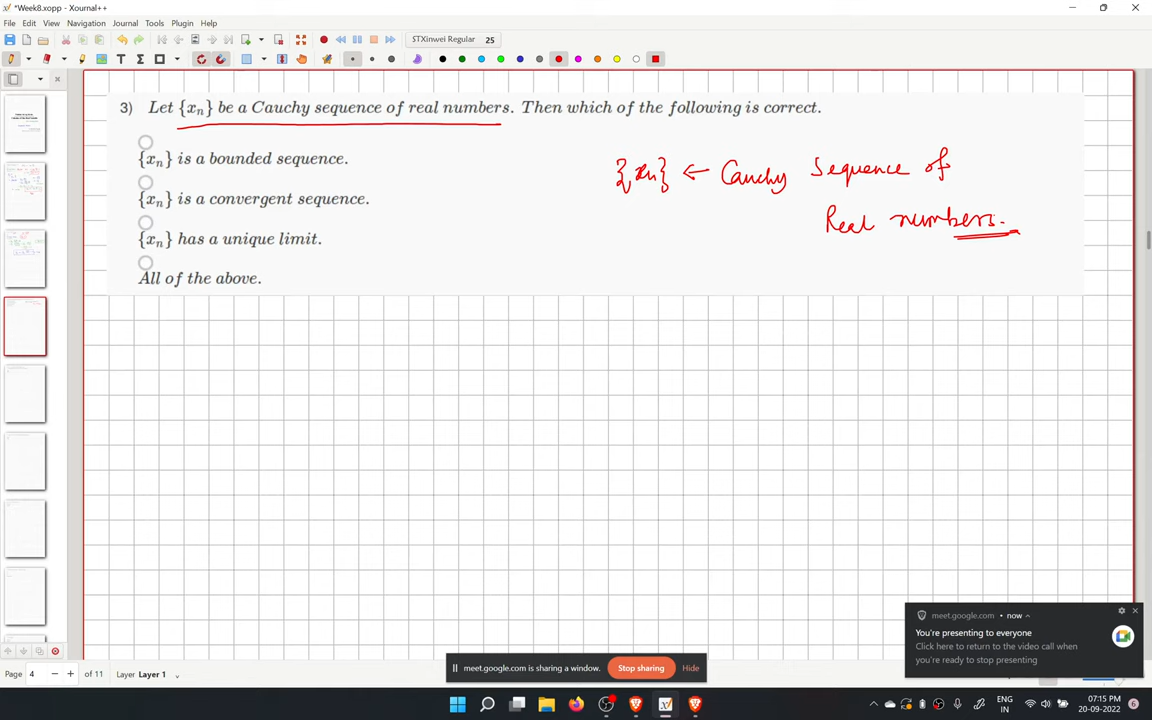 *Week8.xopp - Xournal++
File Edit View Navigation Journal Tools Plugin Help
STXinwei Regular 25
3) Let {xₙ} be a Cauchy sequence of real numbers. Then which of the following is correct.
{xₙ} is a bounded sequence.
{xₙ} is a convergent sequence.
{xₙ} has a unique limit.
All of the above.
{xn} ← Cauchy Sequence of
Real numbers.
meet.google.com • now
You're presenting to everyone
Click here to return to the video call when
you're ready to stop presenting
meet.google.com is sharing a window. Stop sharing Hide
Page 4 of 11 Layer Layer 1
ENG
IN
07:15 PM
20-09-2022
6